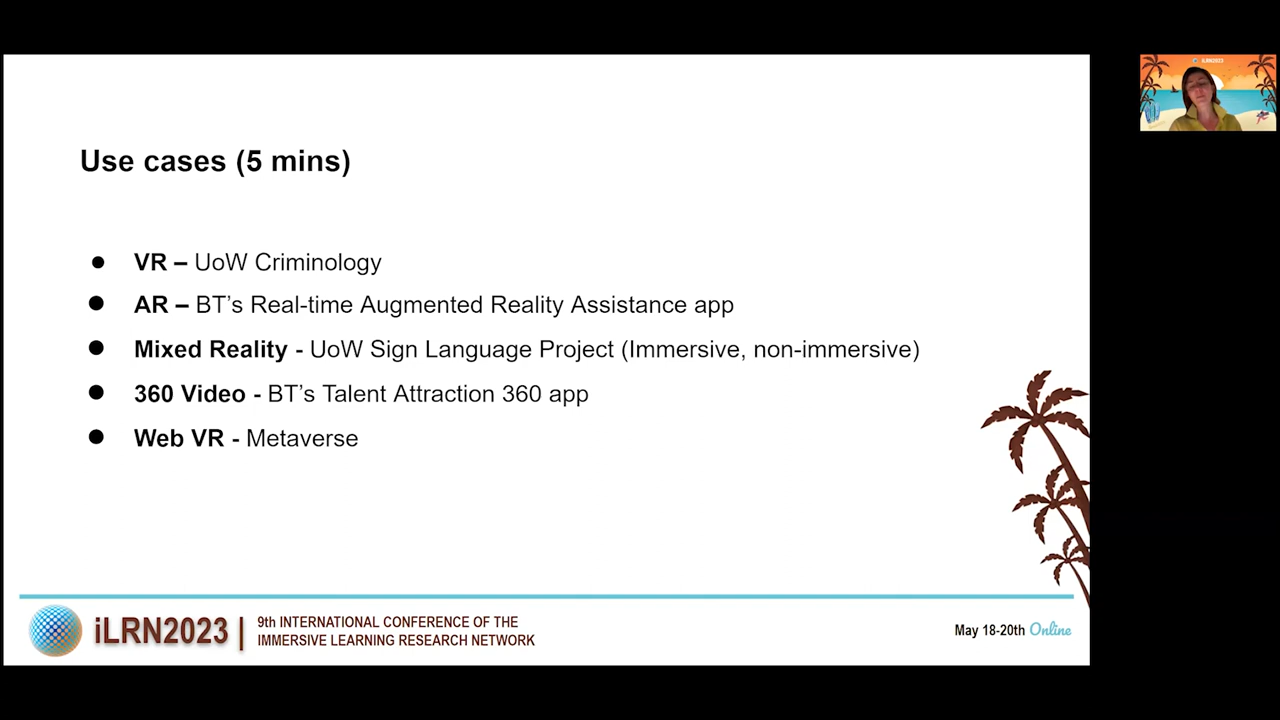 Use cases (5 mins)
● VR – UoW Criminology
● AR – BT’s Real-time Augmented Reality Assistance app
● Mixed Reality - UoW Sign Language Project (Immersive, non-immersive)
● 360 Video - BT’s Talent Attraction 360 app
● Web VR - Metaverse
iLRN2023
9th INTERNATIONAL CONFERENCE OF THE
IMMERSIVE LEARNING RESEARCH NETWORK
May 18-20th Online
iLRN2023